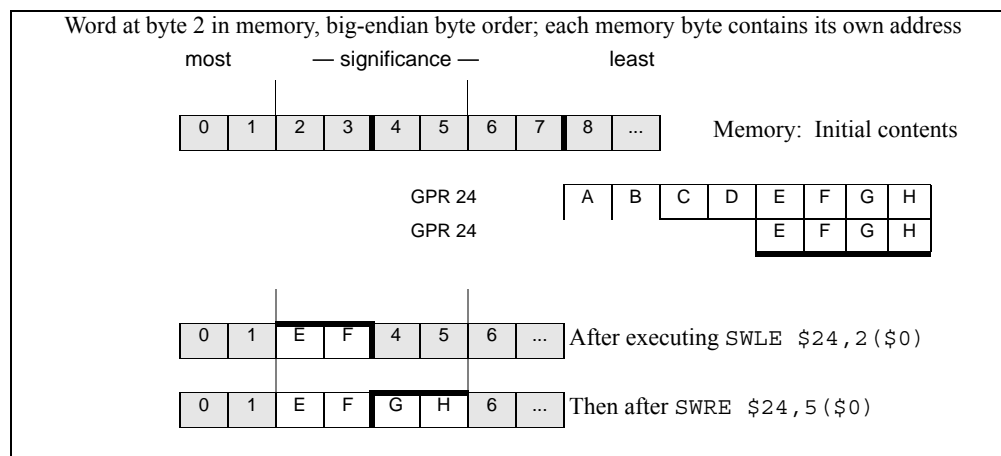 Word at byte 2 in memory, big-endian byte order; each memory byte contains its own address
most — significance — least
0 1 2 3 4 5 6 7 8 ... Memory: Initial contents
GPR 24 A B C D E F G H
GPR 24 E F G H
0 1 E F 4 5 6 ... After executing SWLE $24,2($0)
0 1 E F G H 6 ... Then after SWRE $24,5($0)